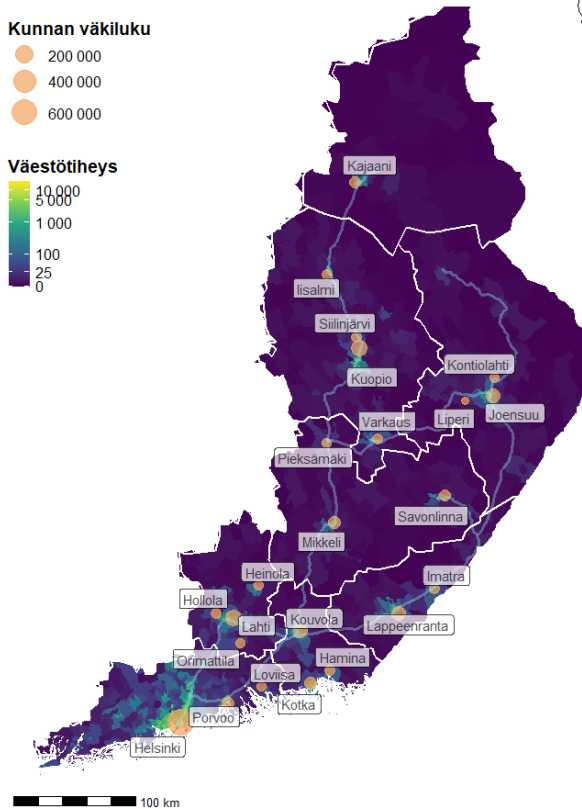 Kunnan väkiluku
200 000
400 000
600 000
Väestötiheys
10 000
5 000
1 000
100
25
0
Kajaani
Iisalmi
Siilinjärvi
Kuopio
Kontiolahti
Liperi
Joensuu
Varkaus
Pieksämäki
Savonlinna
Mikkeli
Heinola
Imatra
Hollola
Lahti
Kouvola
Lappeenranta
Orimattila
Loviisa
Hamina
Porvoo
Kotka
Helsinki
100 km